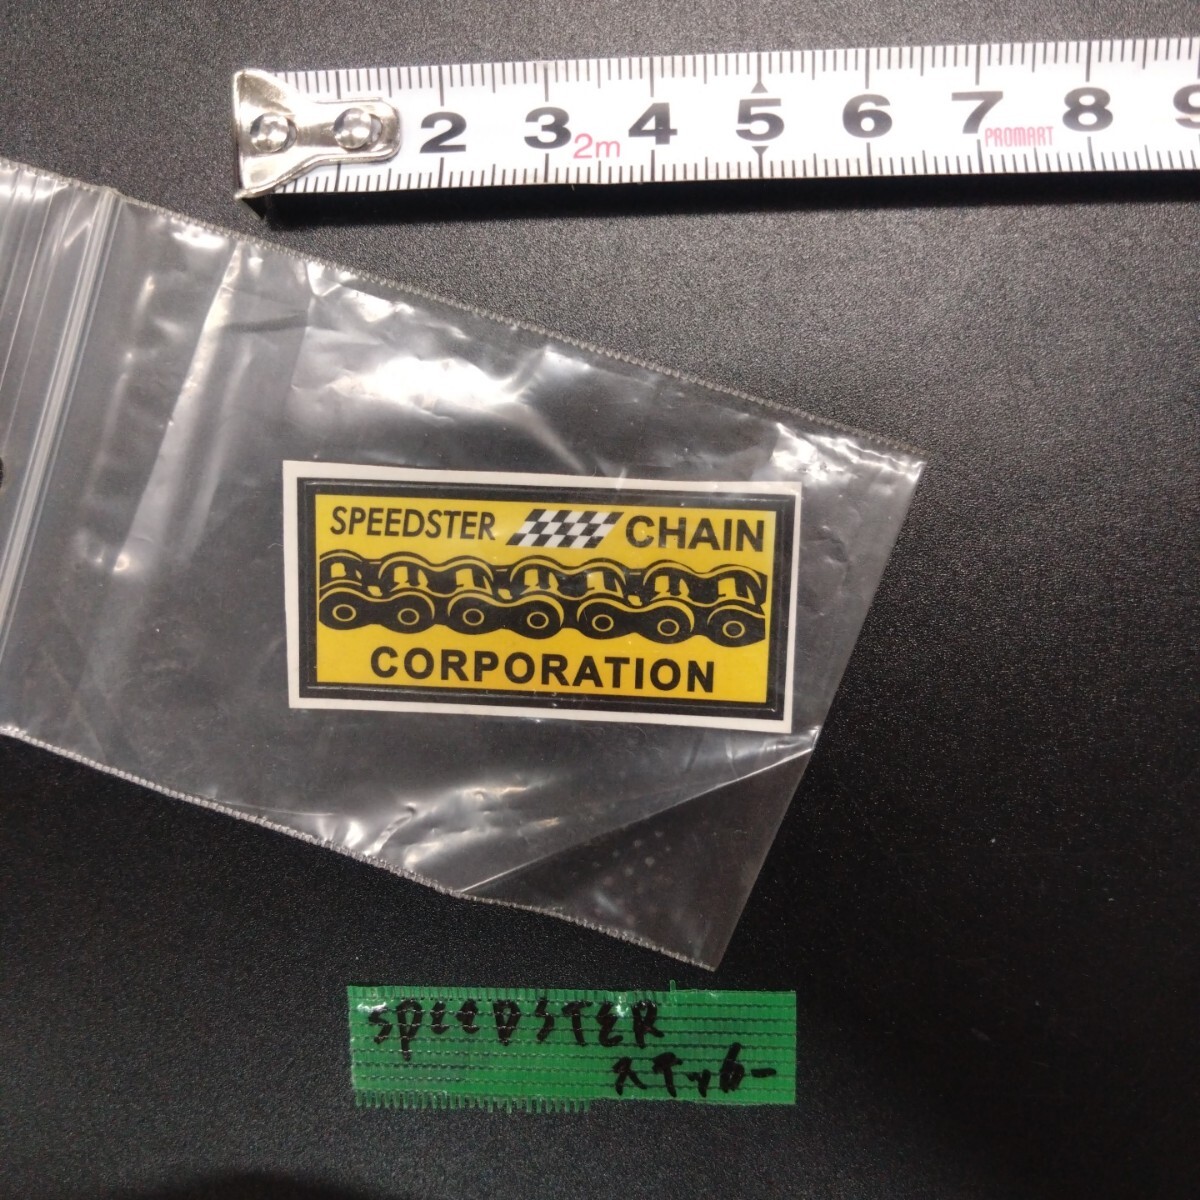 2 3 4 5 6 7 8 9
2m PROMART
SPEEDSTER CHAIN
CORPORATION
SPEEDSTER
ステッカー